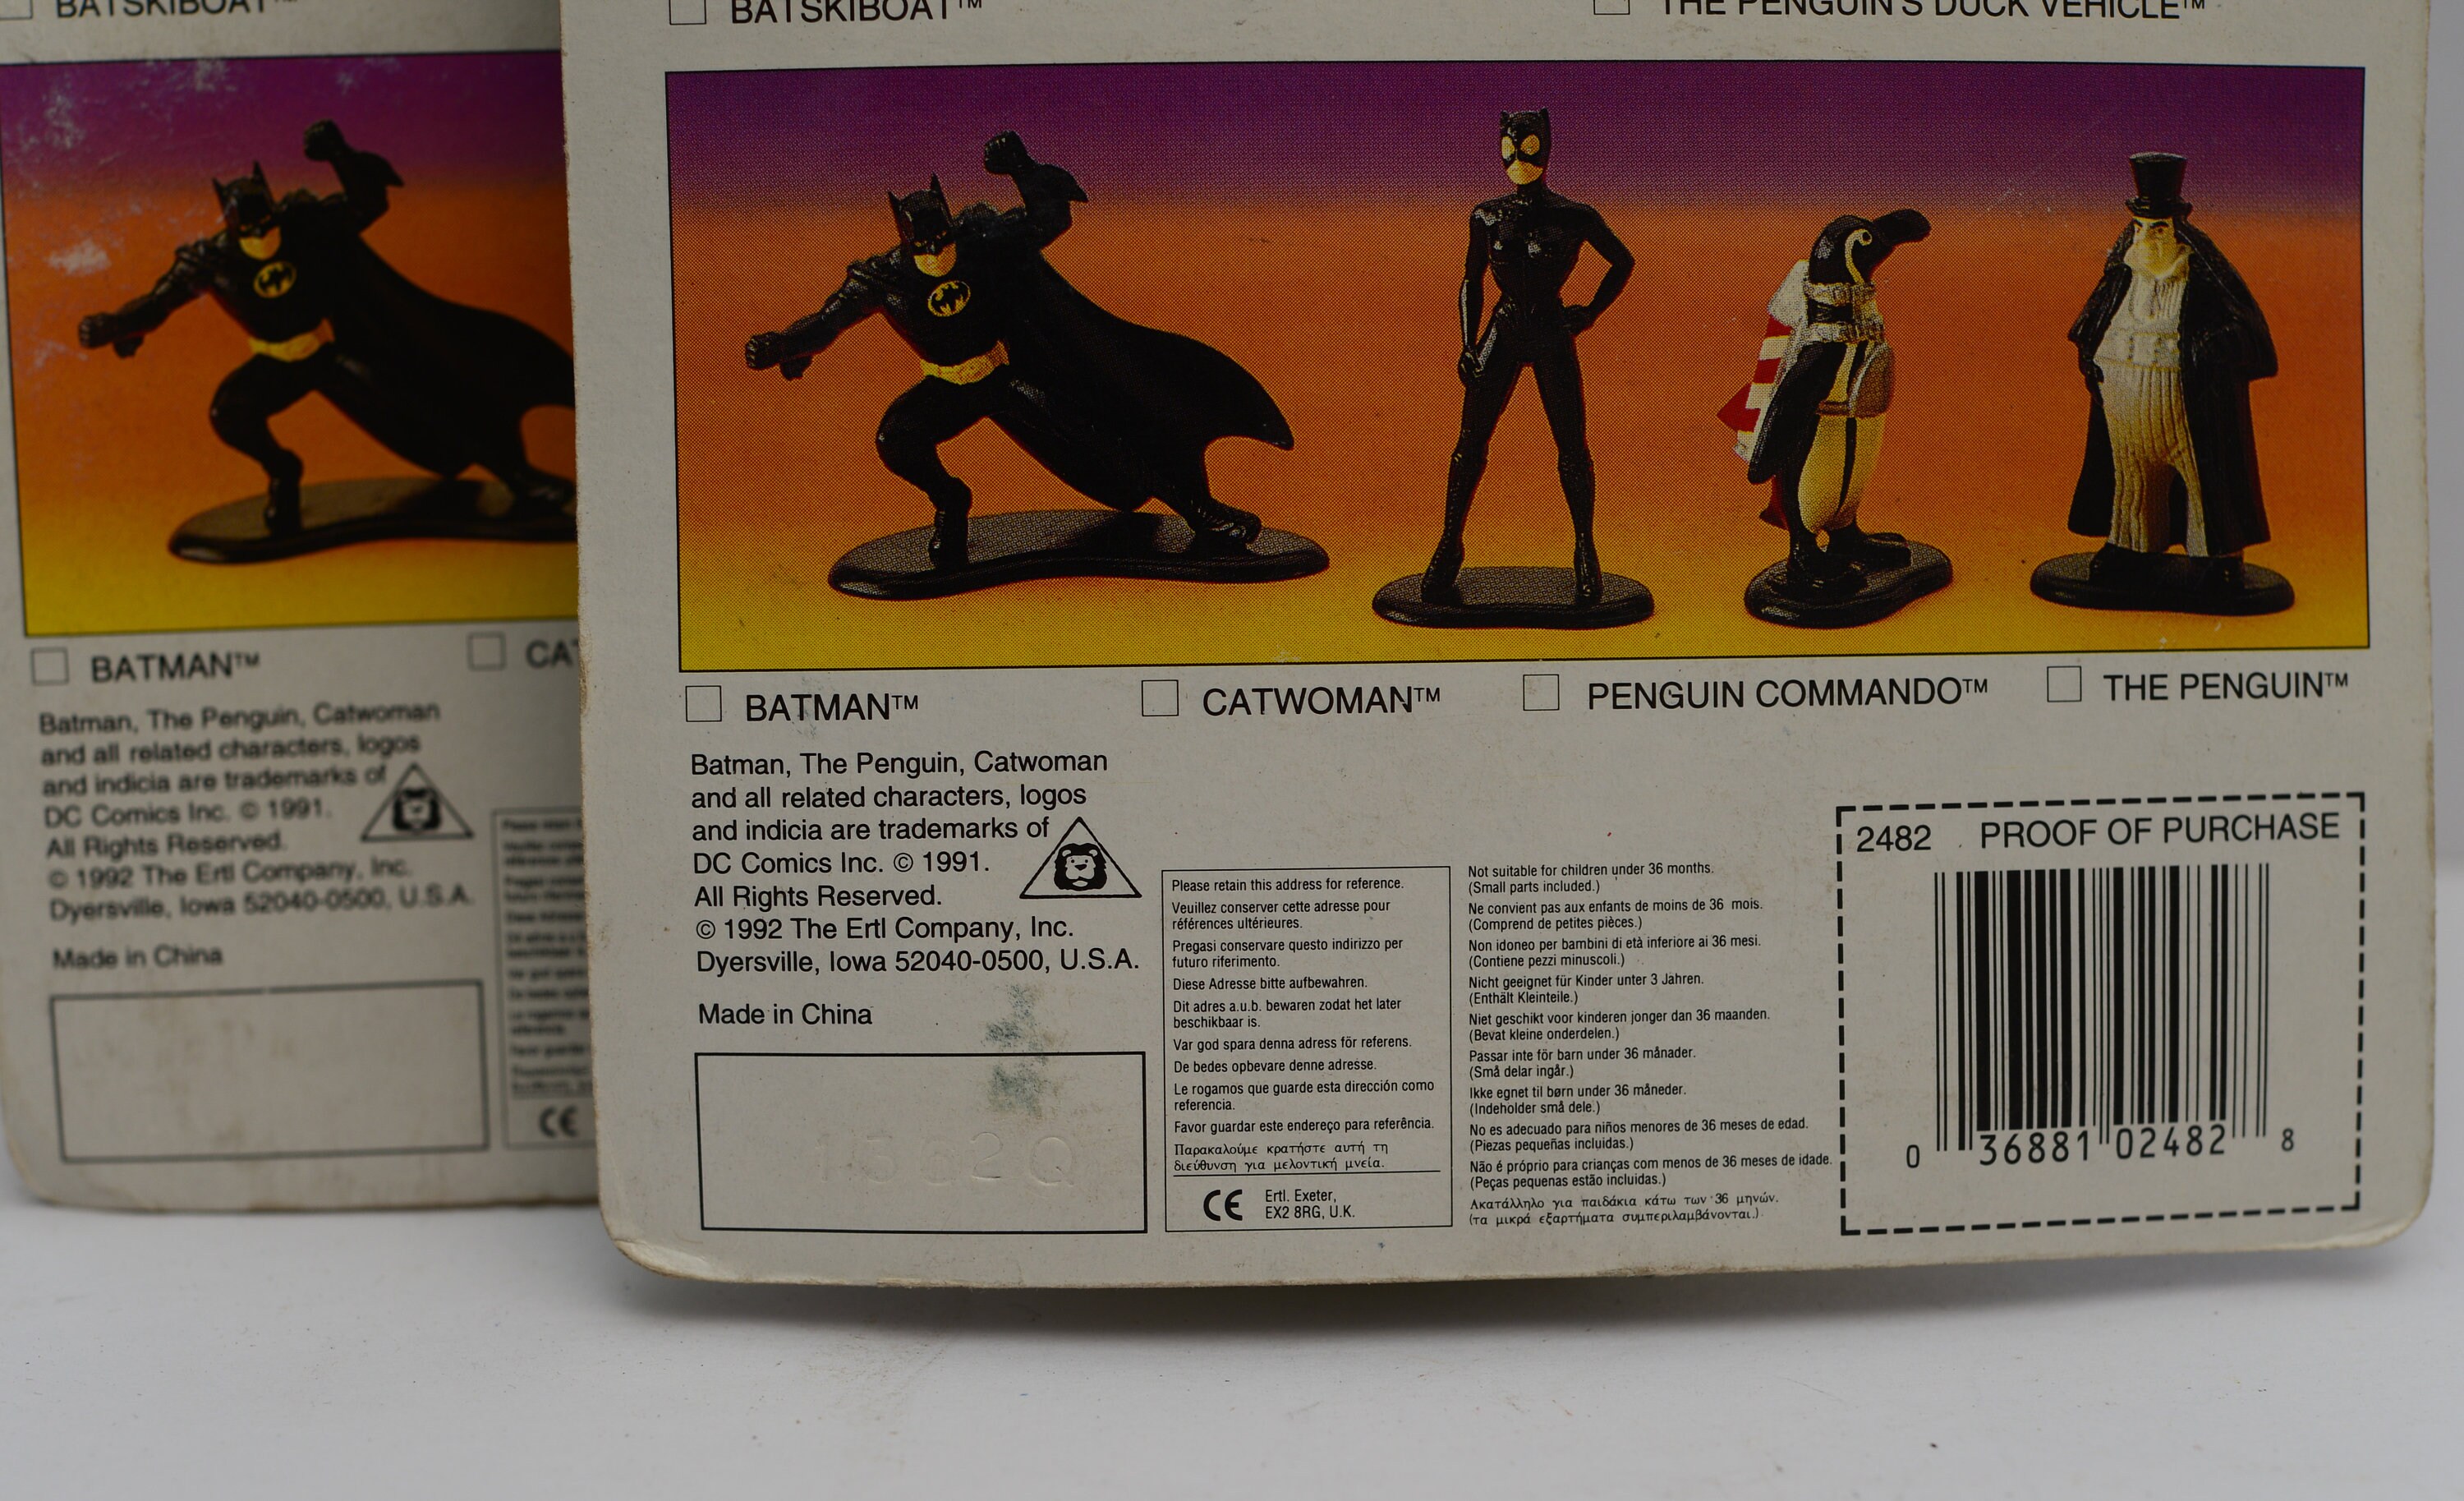 BATSKIBOAT™
BATMAN™
CA
Batman, The Penguin, Catwoman
and all related characters, logos
and indicia are trademarks of
DC Comics Inc. © 1991.
All Rights Reserved.
© 1992 The Ertl Company, Inc.
Dyersville, Iowa 52040-0500, U.S.A.
Made in China
CE
BATSKIBOAT™
THE PENGUIN'S DUCK VEHICLE™
BATMAN™
CATWOMAN™
PENGUIN COMMANDO™
THE PENGUIN™
Batman, The Penguin, Catwoman
and all related characters, logos
and indicia are trademarks of
DC Comics Inc. © 1991.
All Rights Reserved.
© 1992 The Ertl Company, Inc.
Dyersville, Iowa 52040-0500, U.S.A.
Made in China
Please retain this address for reference.
Veuillez conserver cette adresse pour
références ultérieures.
Pregasi conservare questo indirizzo per
futuro riferimento.
Diese Adresse bitte aufbewahren.
Dit adres a.u.b. bewaren zodat het later
beschikbaar is.
Var god spara denna adress för referens.
De bedes opbevare denne adresse.
Le rogamos que guarde esta dirección como
referencia.
Favor guardar este endereço para referência.
Παρακαλούμε κρατήστε αυτή τη
διεύθυνση για μελοντική μνεία.
CE
Ertl. Exeter,
EX2 8RG, U.K.
Not suitable for children under 36 months.
(Small parts included.)
Ne convient pas aux enfants de moins de 36 mois.
(Comprend de petites pièces.)
Non idoneo per bambini di età inferiore ai 36 mesi.
(Contiene pezzi minuscoli.)
Nicht geeignet für Kinder unter 3 Jahren.
(Enthält Kleinteile.)
Niet geschikt voor kinderen jonger dan 36 maanden.
(Bevat kleine onderdelen.)
Passar inte för barn under 36 månader.
(Små delar ingår.)
Ikke egnet til børn under 36 måneder.
(Indeholder små dele.)
No es adecuado para niños menores de 36 meses de edad.
(Piezas pequeñas incluidas.)
Não é próprio para crianças com menos de 36 meses de idade.
(Peças pequenas estão incluidas.)
Ακατάλληλο για παιδάκια κάτω των 36 μηνών.
(τα μικρά εξαρτήματα συμπεριλαμβάνονται.)
2482 PROOF OF PURCHASE
0 36881 02482 8